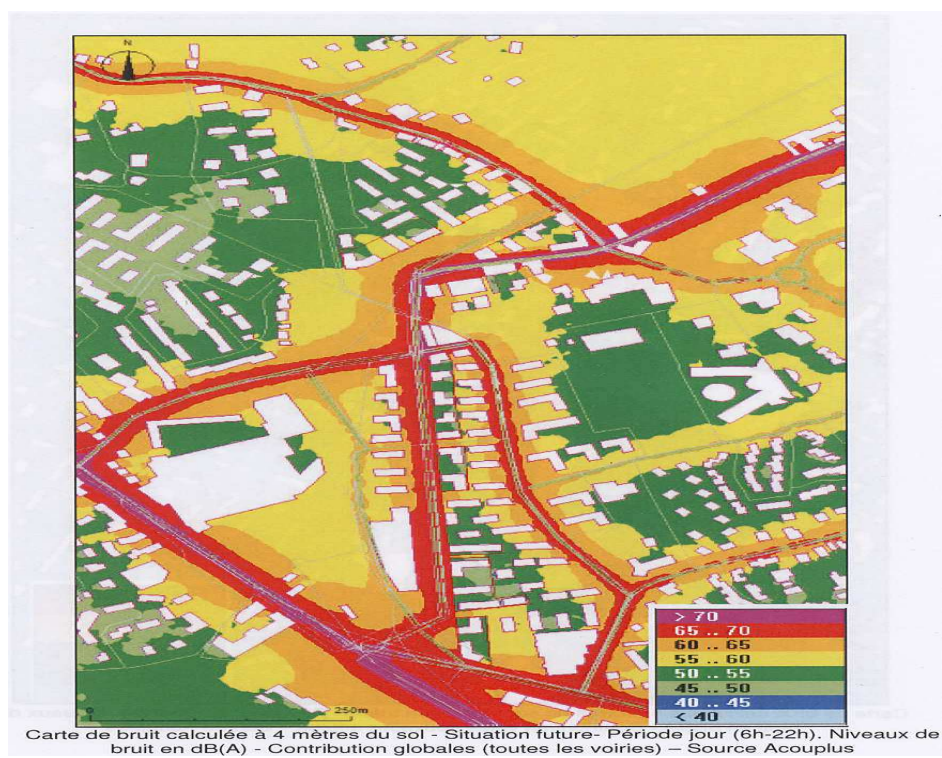 N
> 70
65 .. 70
60 .. 65
55 .. 60
50 .. 55
45 .. 50
40 .. 45
< 40
0 250m
Carte de bruit calculée à 4 mètres du sol - Situation future- Période jour (6h-22h). Niveaux de
bruit en dB(A) - Contribution globales (toutes les voiries) – Source Acouplus